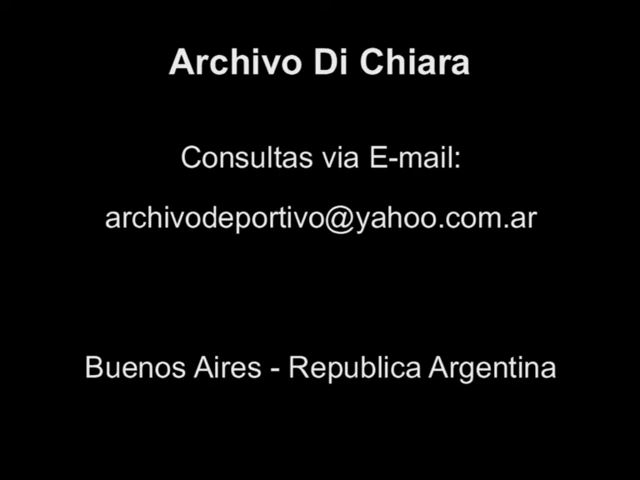 Archivo Di Chiara
Consultas via E-mail:
archivodeportivo@yahoo.com.ar
Buenos Aires - Republica Argentina